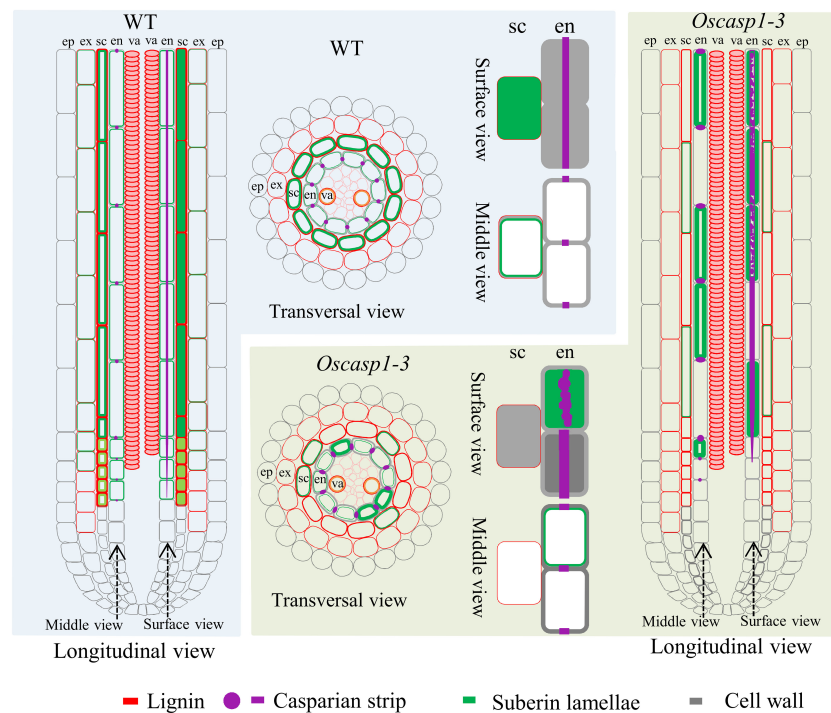 WT
ep ex sc en va va en sc ex ep
Middle view
Surface view
Longitudinal view
WT
ep ex sc en va
Transversal view
sc en
Surface view
Middle view
Oscasp1-3
ep ex sc en va
Transversal view
sc en
Surface view
Middle view
Oscasp1-3
ep ex sc en va va en sc ex ep
Middle view
Surface view
Longitudinal view
Lignin
Casparian strip
Suberin lamellae
Cell wall